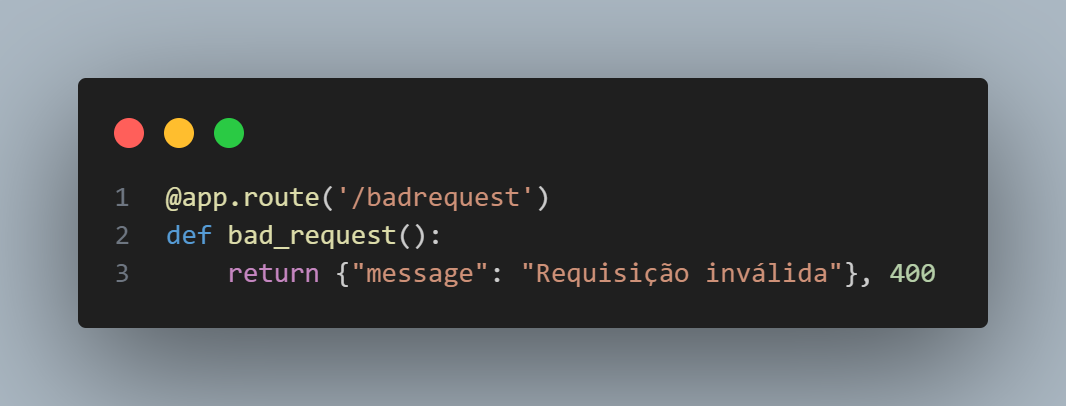 1 @app.route('/badrequest')
2 def bad_request():
3     return {"message": "Requisição inválida"}, 400